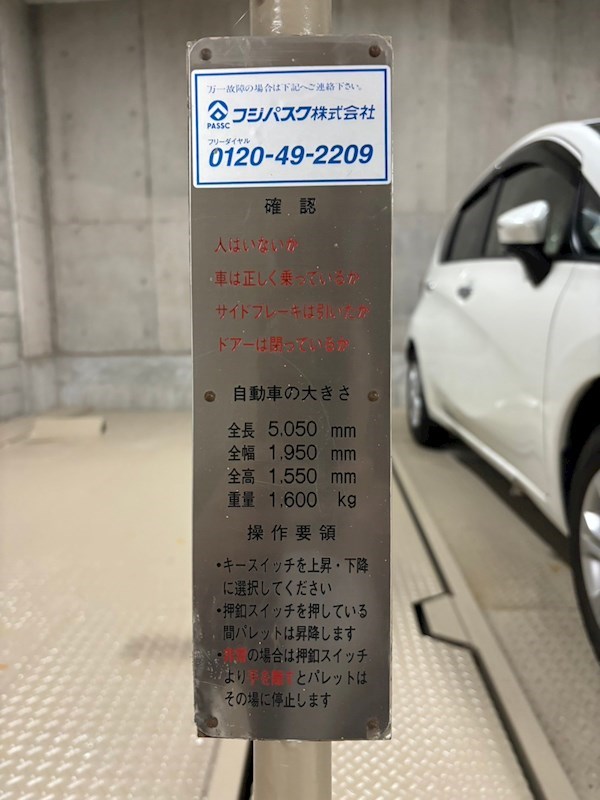 万一故障の場合は下記へご連絡下さい。
PASSC フジパスク株式会社
フリーダイヤル
0120-49-2209
確認
人はいないか
車は正しく乗っているか
サイドブレーキは引いたか
ドアーは閉っているか
自動車の大きさ
全長 5,050 mm
全幅 1,950 mm
全高 1,550 mm
重量 1,600 kg
操作要領
・キースイッチを上昇・下降
に選択してください
・押釦スイッチを押している
間パレットは昇降します
・の場合は押釦スイッチ
より手を離すとパレットは
その場に停止します